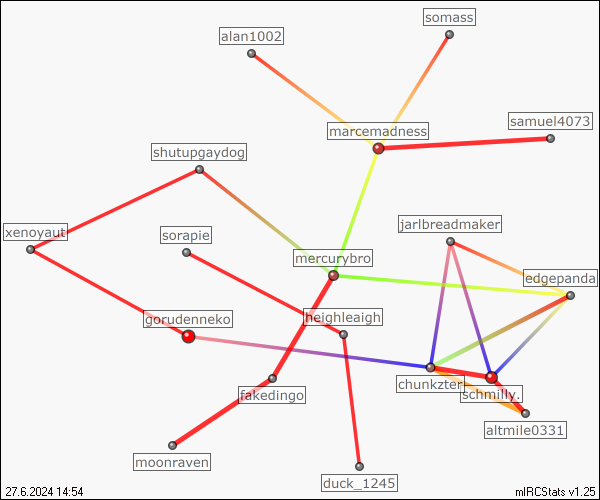 somass
alan1002
samuel4073
marcemadness
shutupgaydog
jarlbreadmaker
xenoyaut
sorapie
mercurybro
edgepanda
gorudenneko
heighleaigh
chunkzter
schmilly.
fakedingo
altmile0331
moonraven
duck_1245
27.6.2024 14:54
mIRCStats v1.25